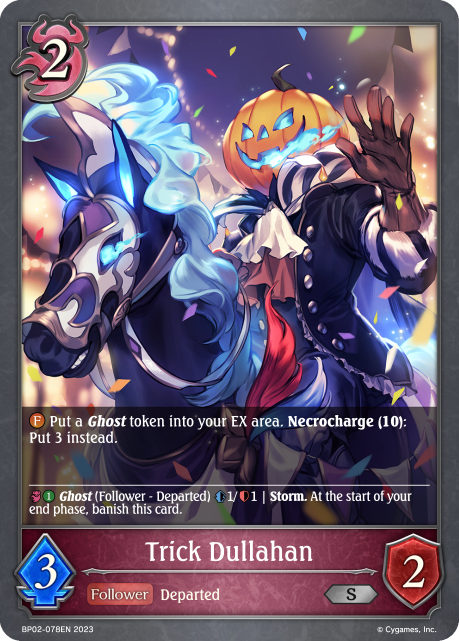 2
F Put a Ghost token into your EX area. Necrocharge (10):
Put 3 instead.
1 Ghost (Follower - Departed) 1/1 | Storm. At the start of your
end phase, banish this card.
Trick Dullahan
3
Follower Departed
S
2
BP02-078EN 2023
© Cygames, Inc.